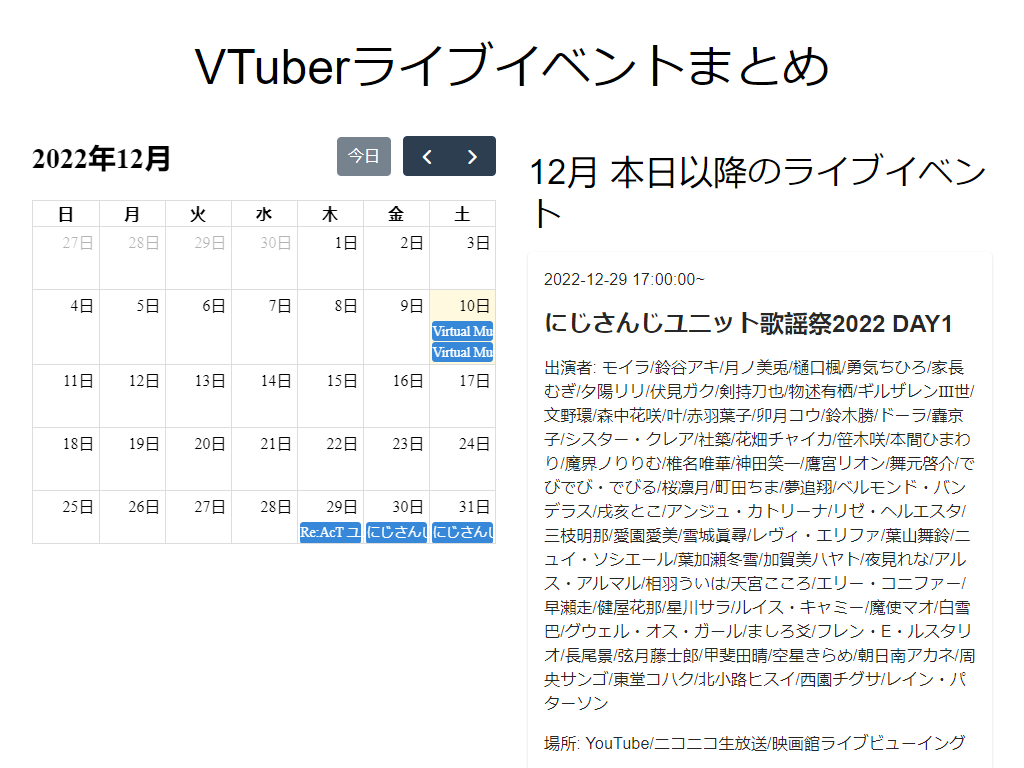 VTuberライブイベントまとめ
2022年12月
今日
日 月 火 水 木 金 土
27日 28日 29日 30日 1日 2日 3日
4日 5日 6日 7日 8日 9日 10日
Virtual Mu
Virtual Mu
11日 12日 13日 14日 15日 16日 17日
18日 19日 20日 21日 22日 23日 24日
25日 26日 27日 28日 29日 30日 31日
Re:AcT ユ にじさんし にじさんし
12月 本日以降のライブイベン
ト
2022-12-29 17:00:00~
にじさんじユニット歌謡祭2022 DAY1
出演者: モイラ/鈴谷アキ/月ノ美兎/樋口楓/勇気ちひろ/家長
むぎ/夕陽リリ/伏見ガク/剣持刀也/物述有栖/ギルザレンIII世/
文野環/森中花咲/叶/赤羽葉子/卯月コウ/鈴木勝/ドーラ/轟京
子/シスター・クレア/社築/花畑チャイカ/笹木咲/本間ひまわ
り/魔界ノりりむ/椎名唯華/神田笑一/鷹宮リオン/舞元啓介/で
びでび・でびる/桜凛月/町田ちま/夢追翔/ベルモンド・バン
デラス/戌亥とこ/アンジュ・カトリーナ/リゼ・ヘルエスタ/
三枝明那/愛園愛美/雪城眞尋/レヴィ・エリファ/葉山舞鈴/ニ
ュイ・ソシエール/葉加瀬冬雪/加賀美ハヤト/夜見れな/アル
ス・アルマル/相羽ういは/天宮こころ/エリー・コニファー/
早瀬走/健屋花那/星川サラ/ルイス・キャミー/魔使マオ/白雪
巴/グウェル・オス・ガール/ましろ爻/フレン・E・ルスタリ
オ/長尾景/弦月藤士郎/甲斐田晴/空星きらめ/朝日南アカネ/周
央サンゴ/東堂コハク/北小路ヒスイ/西園チグサ/レイン・パ
ターソン
場所: YouTube/ニコニコ生放送/映画館ライブビューイング